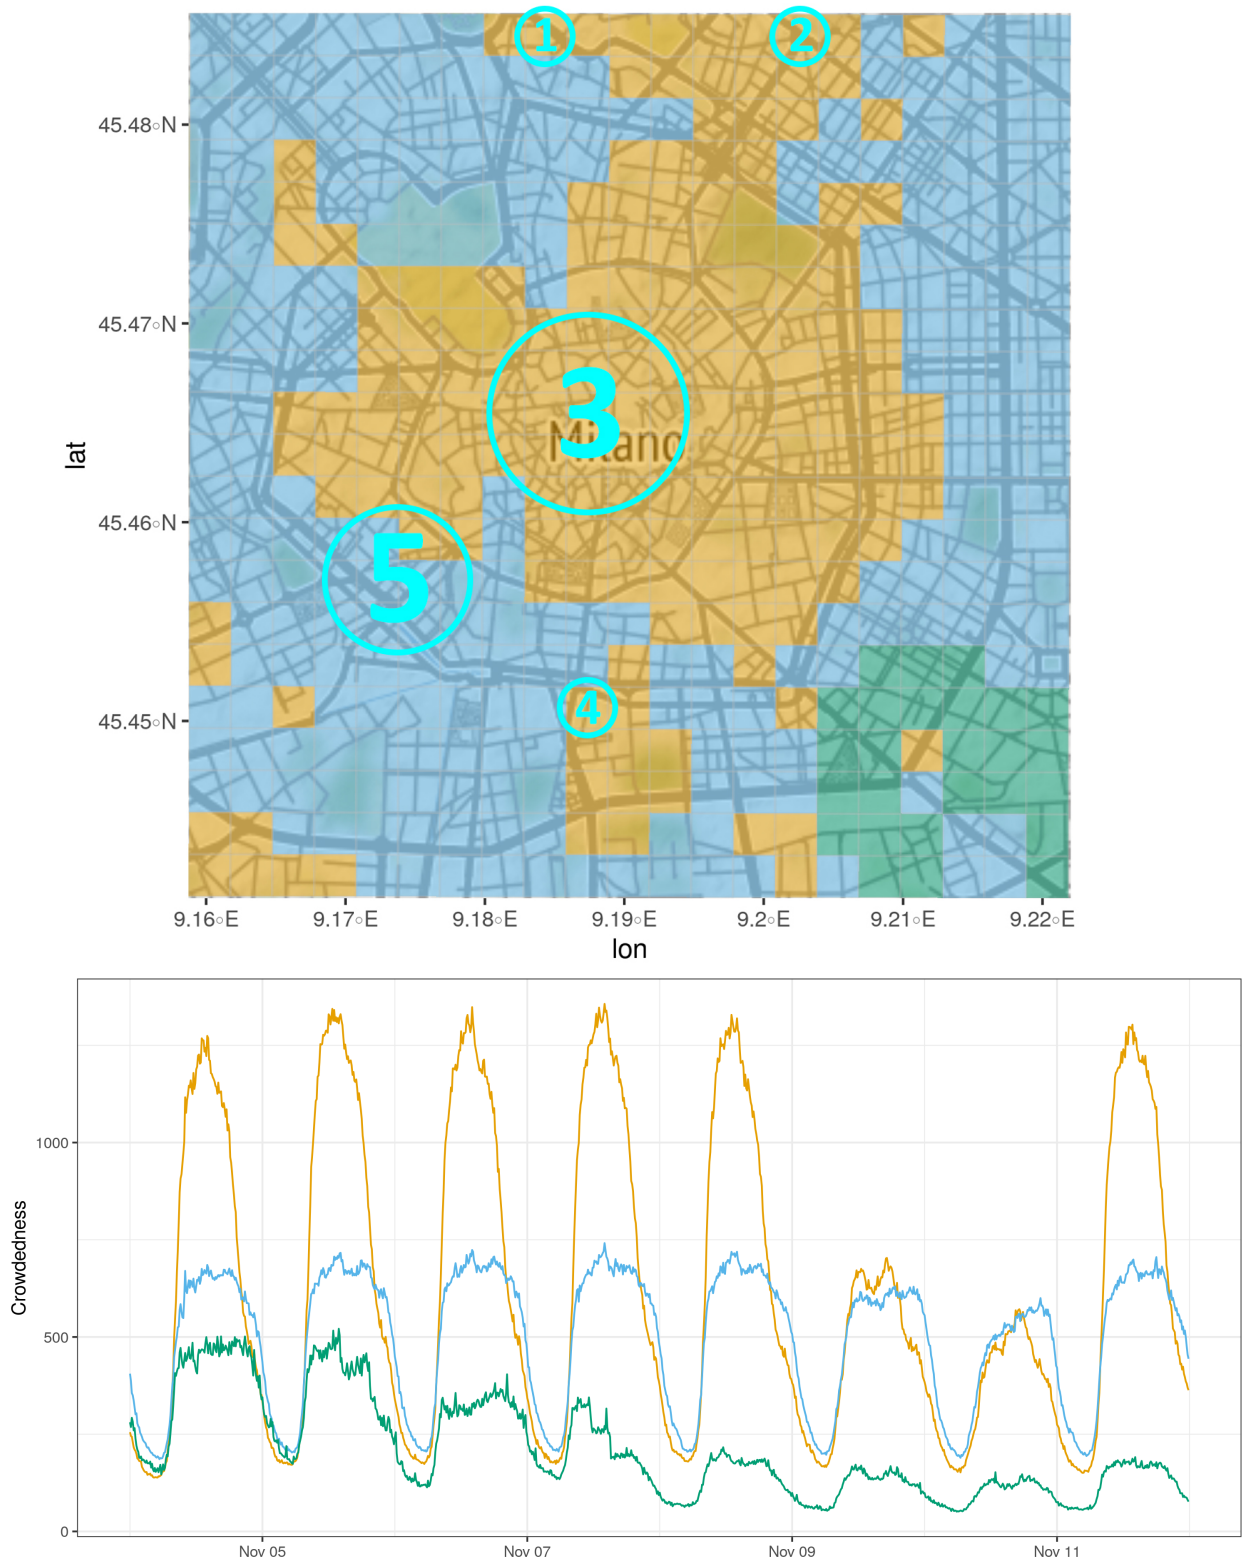 1
2
45.48°N
45.47°N
3
Milano
lat
45.46°N
5
4
45.45°N
9.16°E 9.17°E 9.18°E 9.19°E 9.2°E 9.21°E 9.22°E
lon
1000
Crowdedness
500
0
Nov 05 Nov 07 Nov 09 Nov 11